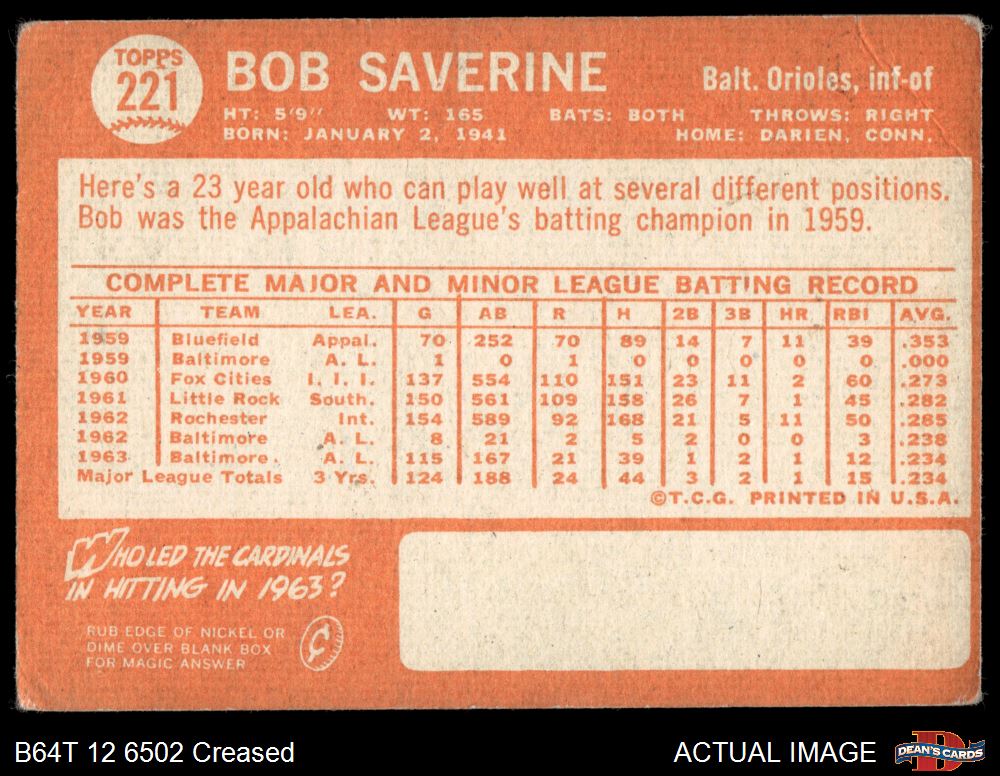 TOPPS
221
BOB SAVERINE
Balt. Orioles, inf-of
HT: 5'9" WT: 165 BATS: BOTH THROWS: RIGHT
BORN: JANUARY 2, 1941 HOME: DARIEN, CONN.
Here's a 23 year old who can play well at several different positions.
Bob was the Appalachian League's batting champion in 1959.
COMPLETE MAJOR AND MINOR LEAGUE BATTING RECORD
YEAR TEAM LEA. G AB R H 2B 3B HR RBI AVG.
1959 Bluefield Appal. 70 252 70 89 14 7 11 39 .353
1959 Baltimore A. L. 1 0 1 0 0 0 0 0 .000
1960 Fox Cities I. I. I. 137 554 110 151 23 11 2 60 .273
1961 Little Rock South. 150 561 109 158 26 7 1 45 .282
1962 Rochester Int. 154 589 92 168 21 5 11 50 .285
1962 Baltimore A. L. 8 21 2 5 2 0 0 3 .238
1963 Baltimore. A. L. 115 167 21 39 1 2 1 12 .234
Major League Totals 3 Yrs. 124 188 24 44 3 2 1 15 .234
©T.C.G. PRINTED IN U.S.A.
WHO LED THE CARDINALS
IN HITTING IN 1963?
RUB EDGE OF NICKEL OR
DIME OVER BLANK BOX
FOR MAGIC ANSWER
¢
B64T 12 6502 Creased
ACTUAL IMAGE
DEAN'S CARDS